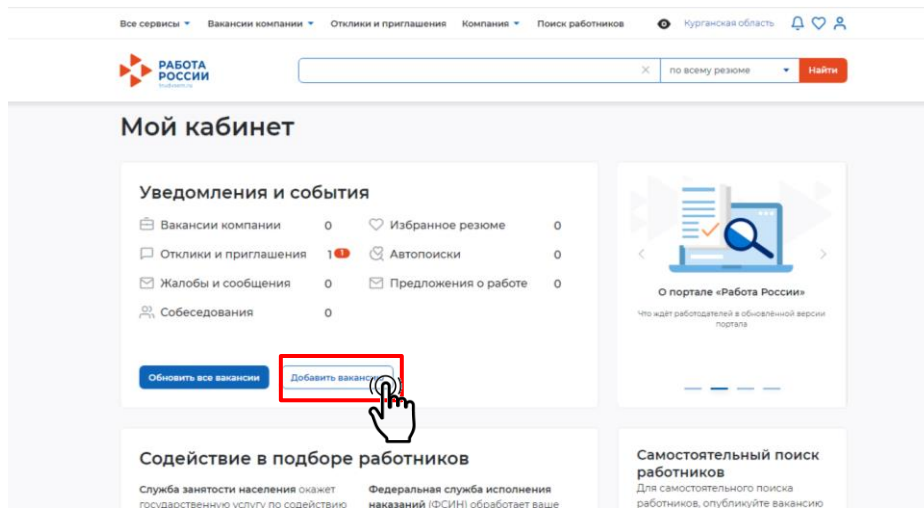 Все сервисы Вакансии компании Отклики и приглашения Компания Поиск работников Курганская область
РАБОТА
РОССИИ
trudvsem.ru
по всему резюме Найти
Мой кабинет
Уведомления и события
Вакансии компании 0 Избранное резюме 0
Отклики и приглашения 1 1 Автопоиски 0
Жалобы и сообщения 0 Предложения о работе 0
Собеседования 0
Обновить все вакансии Добавить
О портале «Работа России»
Что ждёт работодателей в обновлённой версии
портала
Содействие в подборе работников
Служба занятости населения окажет
государственную услугу по содействию
Федеральная служба исполнения
наказаний (ФСИН) обработает ваше
Самостоятельный поиск
работников
Для самостоятельного поиска
работников, опубликуйте вакансию